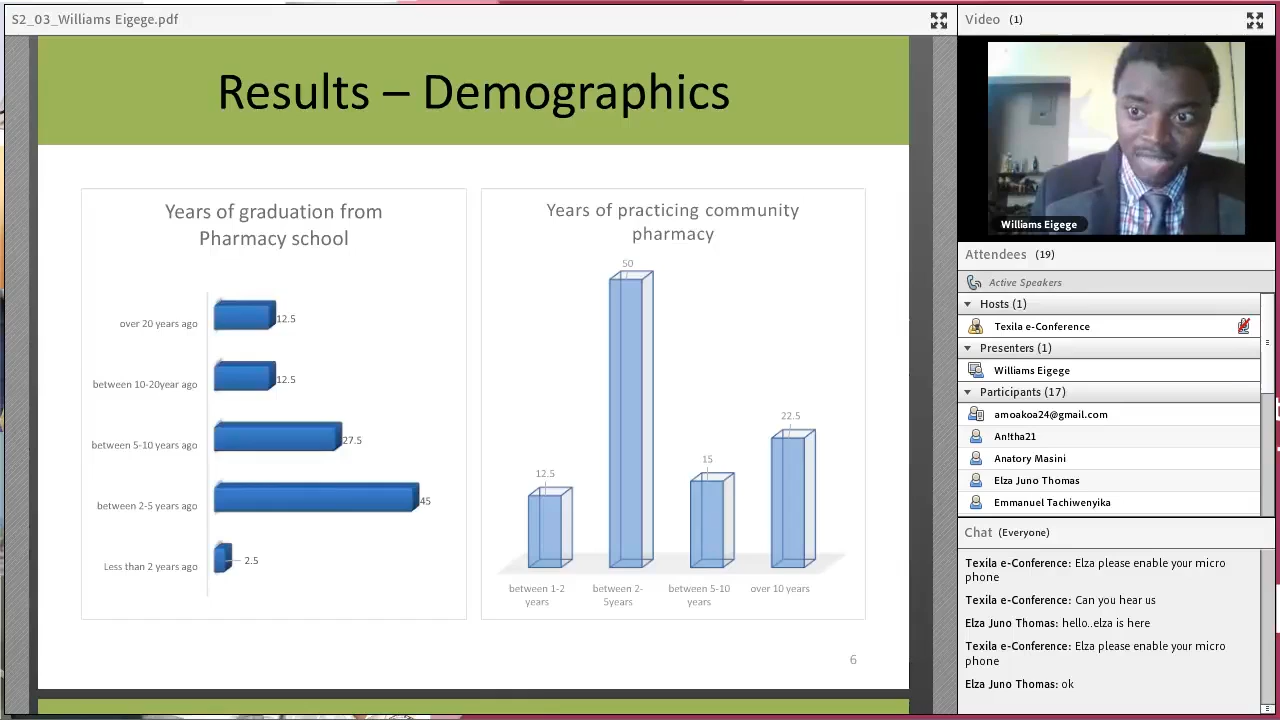 S2_03_Williams Eigege.pdf
Results – Demographics
Years of graduation from
Pharmacy school
over 20 years ago
12.5
between 10-20year ago
12.5
between 5-10 years ago
27.5
between 2-5 years ago
45
Less than 2 years ago
2.5
Years of practicing community
pharmacy
50
22.5
15
12.5
between 1-2
years
between 2-
5years
between 5-10
years
over 10 years
6
Video (1)
Williams Eigege
Attendees (19)
Active Speakers
Hosts (1)
Texila e-Conference
Presenters (1)
Williams Eigege
Participants (17)
amoakoa24@gmail.com
An!tha21
Anatory Masini
Elza Juno Thomas
Emmanuel Tachiwenyika
Chat (Everyone)
Texila e-Conference: Elza please enable your micro
phone
Texila e-Conference: Can you hear us
Elza Juno Thomas: hello..elza is here
Texila e-Conference: Elza please enable your micro
phone
Elza Juno Thomas: ok